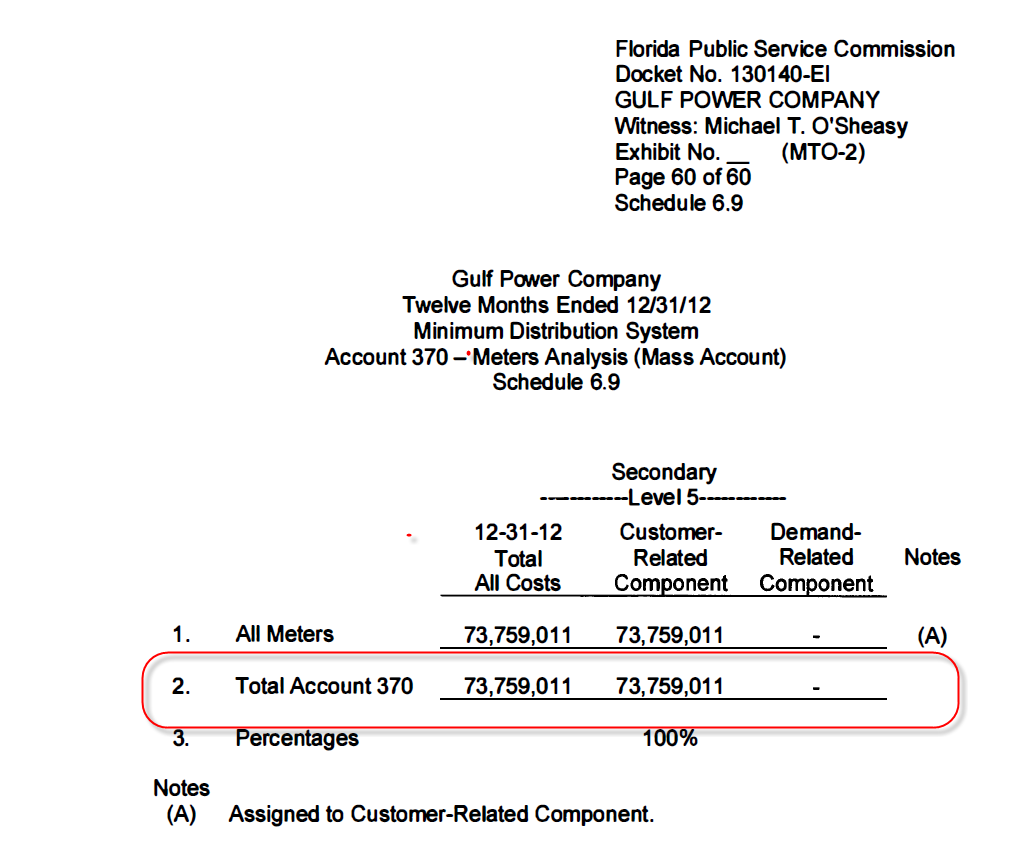 Florida Public Service Commission
Docket No. 130140-EI
GULF POWER COMPANY
Witness: Michael T. O'Sheasy
Exhibit No. __ (MTO-2)
Page 60 of 60
Schedule 6.9
Gulf Power Company
Twelve Months Ended 12/31/12
Minimum Distribution System
Account 370 – Meters Analysis (Mass Account)
Schedule 6.9
Secondary
------------Level 5------------
12-31-12 Customer- Demand-
Total Related Related Notes
All Costs Component Component
1. All Meters 73,759,011 73,759,011 - (A)
2. Total Account 370 73,759,011 73,759,011 -
3. Percentages 100%
Notes
(A) Assigned to Customer-Related Component.